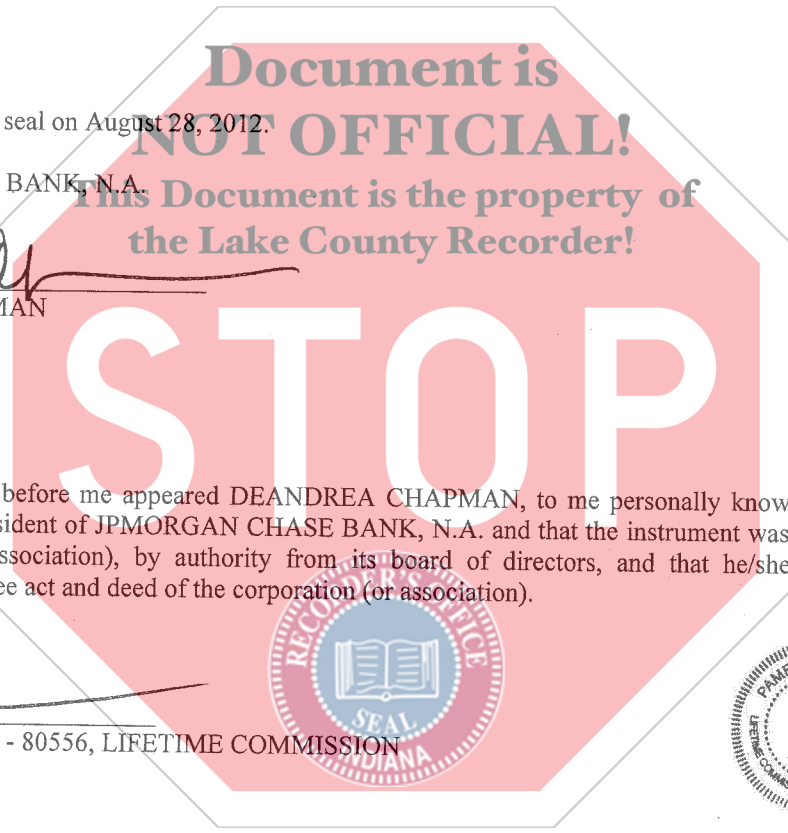 Document is
seal on August 28, 2012.
NOT OFFICIAL!
BANK, N.A.
This Document is the property of
the Lake County Recorder!
MAN
STOP
before me appeared DEANDREA CHAPMAN, to me personally know
sident of JPMORGAN CHASE BANK, N.A. and that the instrument was
ssociation), by authority from its board of directors, and that he/she
ee act and deed of the corporation (or association).
RECORDER'S OFFICE
SEAL
INDIANA
PAME
LIFETIME COMMIS
- 80556, LIFETIME COMMISSION